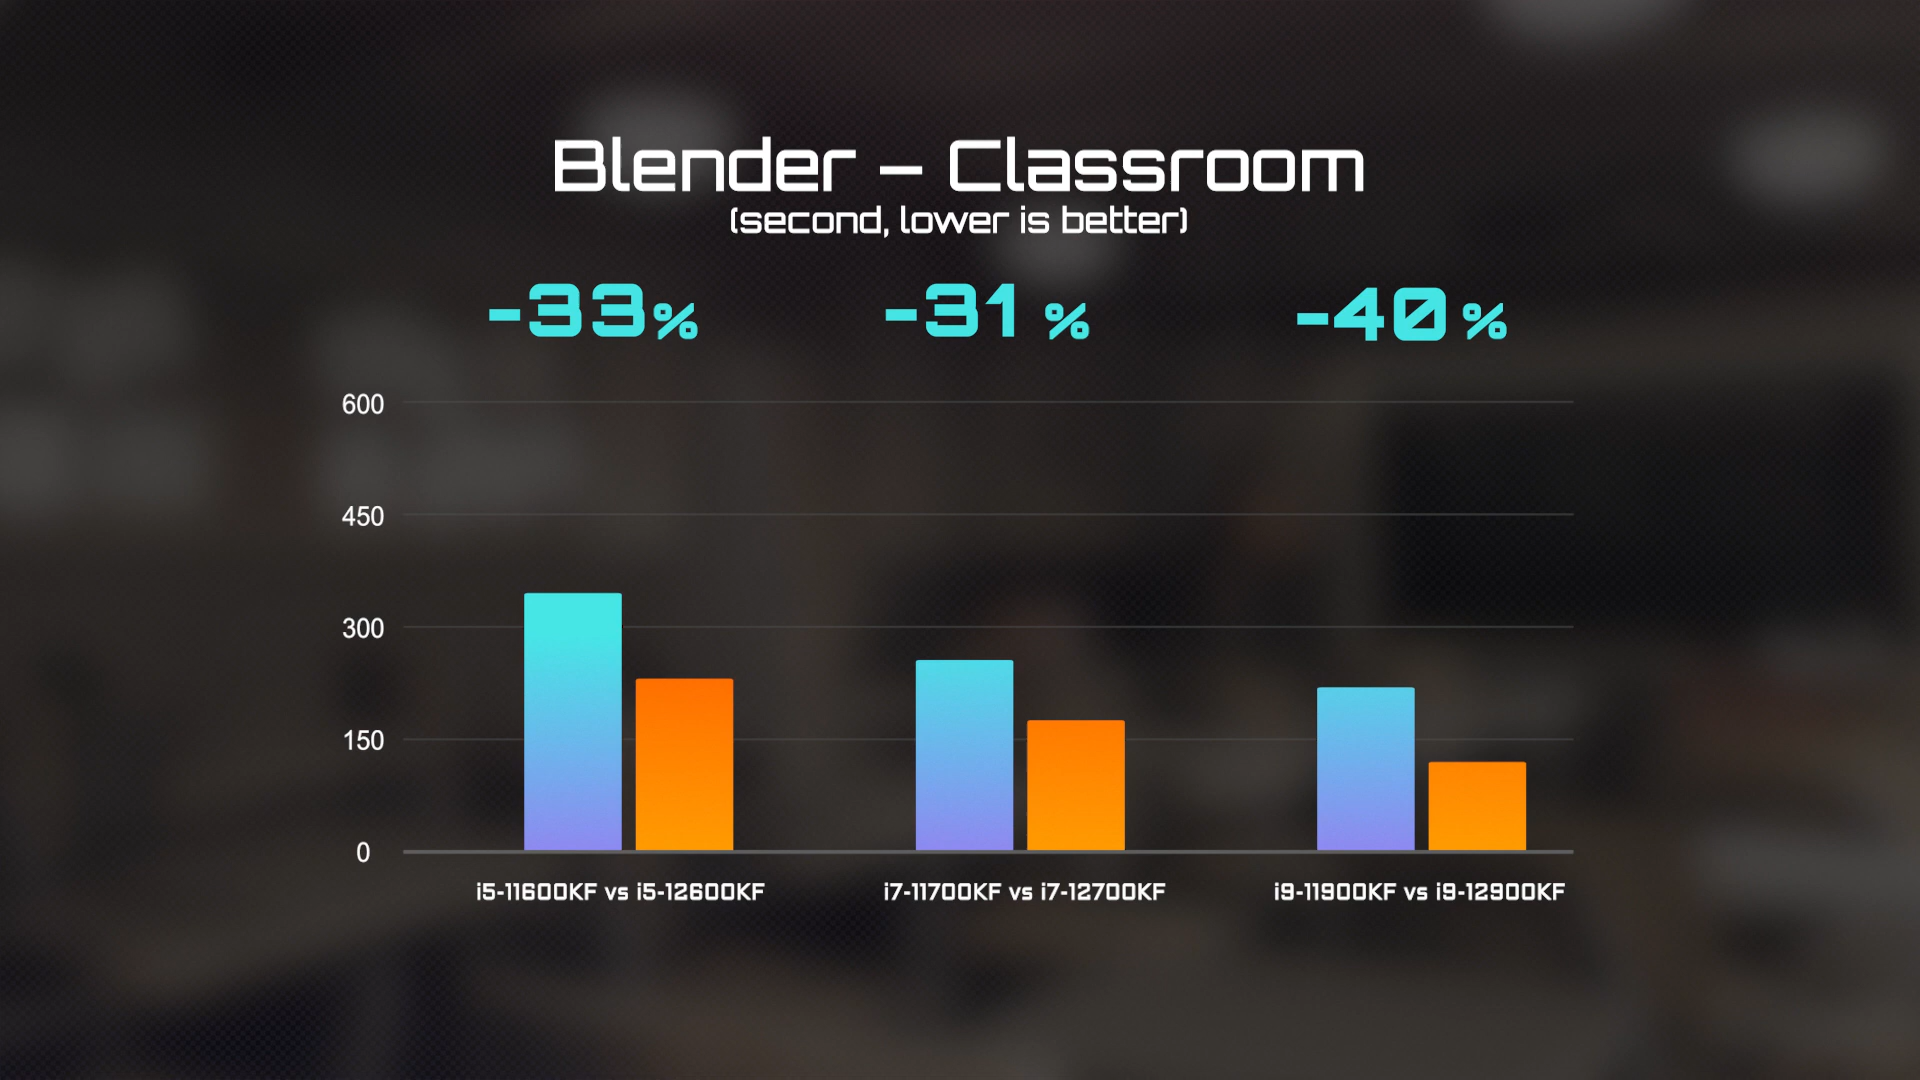 Blender – Classroom
(second, lower is better)
-33% -31 % -40 %
600
450
300
150
0
i5-11600KF vs i5-12600KF i7-11700KF vs i7-12700KF i9-11900KF vs i9-12900KF